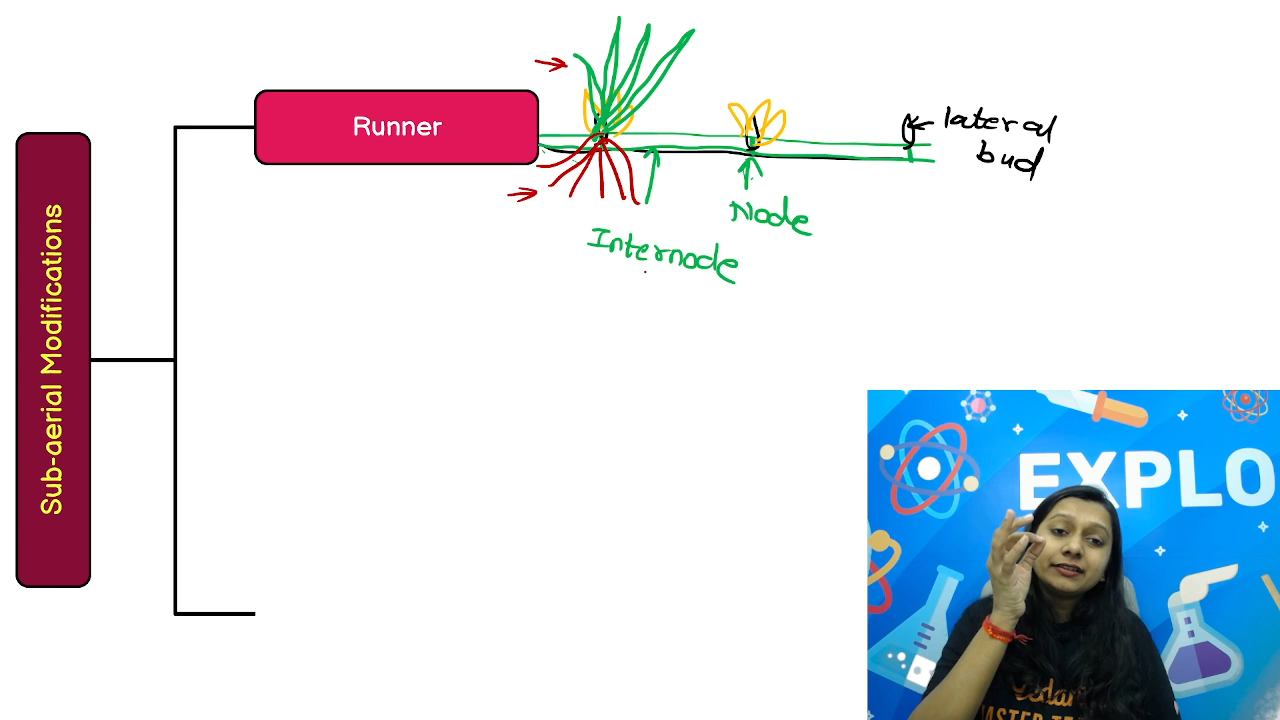 Sub-aerial Modifications
Runner
lateral
bud
Node
Internode
EXPLO